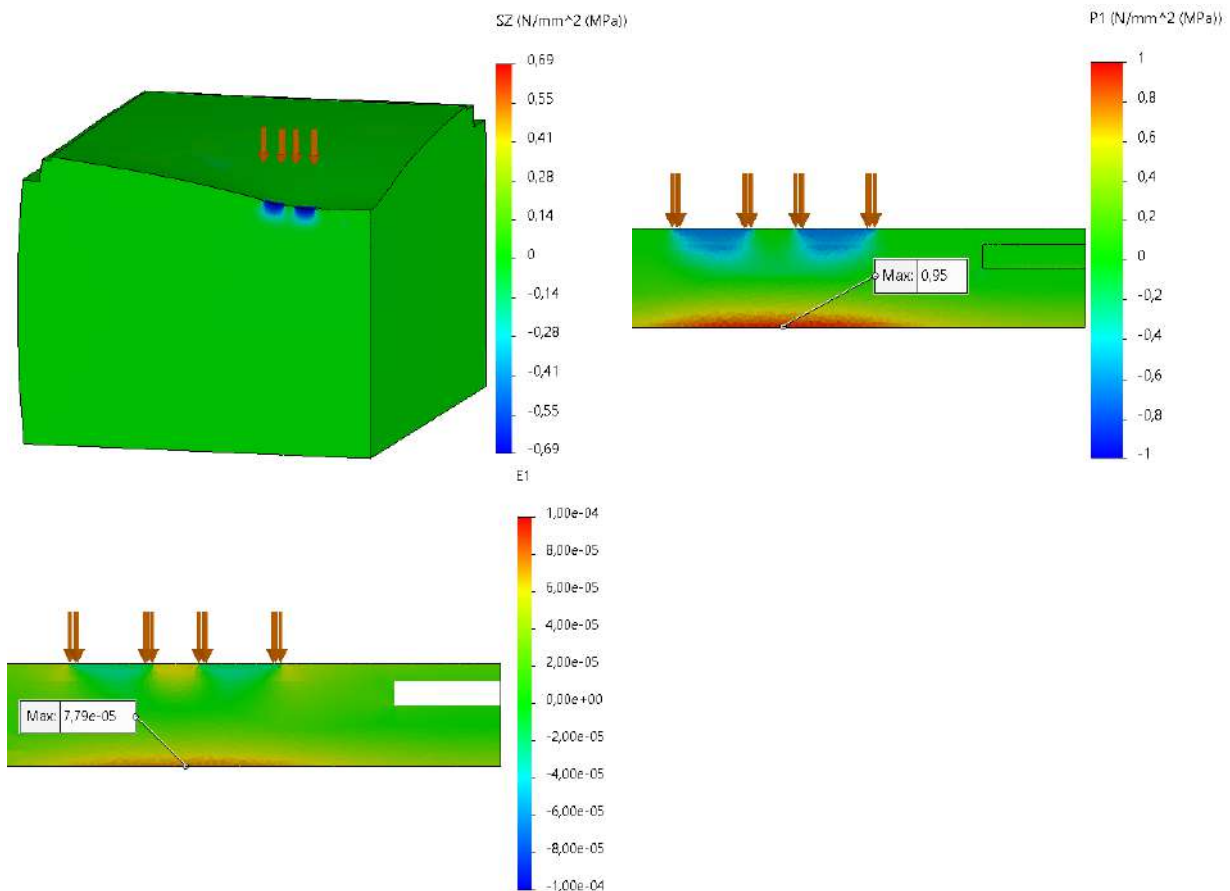 SZ (N/mm^2 (MPa))
0,69
0,55
0,41
0,28
0,14
0
-0,14
-0,28
-0,41
-0,55
-0,69
P1 (N/mm^2 (MPa))
1
0,8
0,6
0,4
0,2
0
-0,2
-0,4
-0,6
-0,8
-1
Max: 0,95
E1
1,00e-04
8,00e-05
6,00e-05
4,00e-05
2,00e-05
0,00e+00
-2,00e-05
-4,00e-05
-6,00e-05
-8,00e-05
-1,00e-04
Max: 7,79e-05